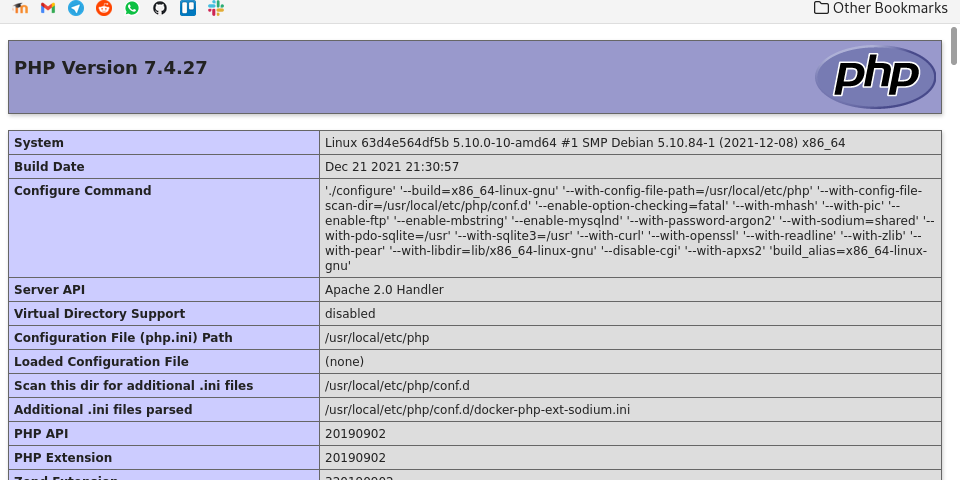 Other Bookmarks
PHP Version 7.4.27
php
System Linux 63d4e564df5b 5.10.0-10-amd64 #1 SMP Debian 5.10.84-1 (2021-12-08) x86_64
Build Date Dec 21 2021 21:30:57
Configure Command './configure' '--build=x86_64-linux-gnu' '--with-config-file-path=/usr/local/etc/php' '--with-config-file-
scan-dir=/usr/local/etc/php/conf.d' '--enable-option-checking=fatal' '--with-mhash' '--with-pic' '--
enable-ftp' '--enable-mbstring' '--enable-mysqlnd' '--with-password-argon2' '--with-sodium=shared' '--
with-pdo-sqlite=/usr' '--with-sqlite3=/usr' '--with-curl' '--with-openssl' '--with-readline' '--with-zlib' '--
with-pear' '--with-libdir=lib/x86_64-linux-gnu' '--disable-cgi' '--with-apxs2' 'build_alias=x86_64-linux-
gnu'
Server API Apache 2.0 Handler
Virtual Directory Support disabled
Configuration File (php.ini) Path /usr/local/etc/php
Loaded Configuration File (none)
Scan this dir for additional .ini files /usr/local/etc/php/conf.d
Additional .ini files parsed /usr/local/etc/php/conf.d/docker-php-ext-sodium.ini
PHP API 20190902
PHP Extension 20190902
Zend Extension 320190902